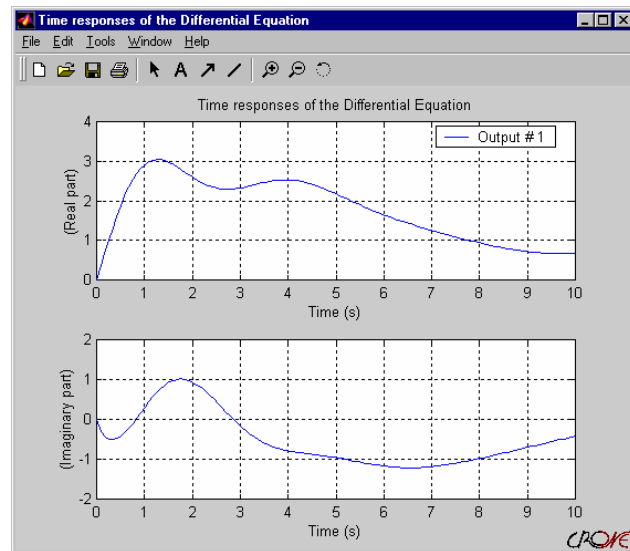 Time responses of the Differential Equation
File Edit Tools Window Help
A
Time responses of the Differential Equation
4
3
2
1
0
(Real part)
Output # 1
0 1 2 3 4 5 6 7 8 9 10
Time (s)
2
1
0
-1
-2
(Imaginary part)
0 1 2 3 4 5 6 7 8 9 10
Time (s)
CRONE